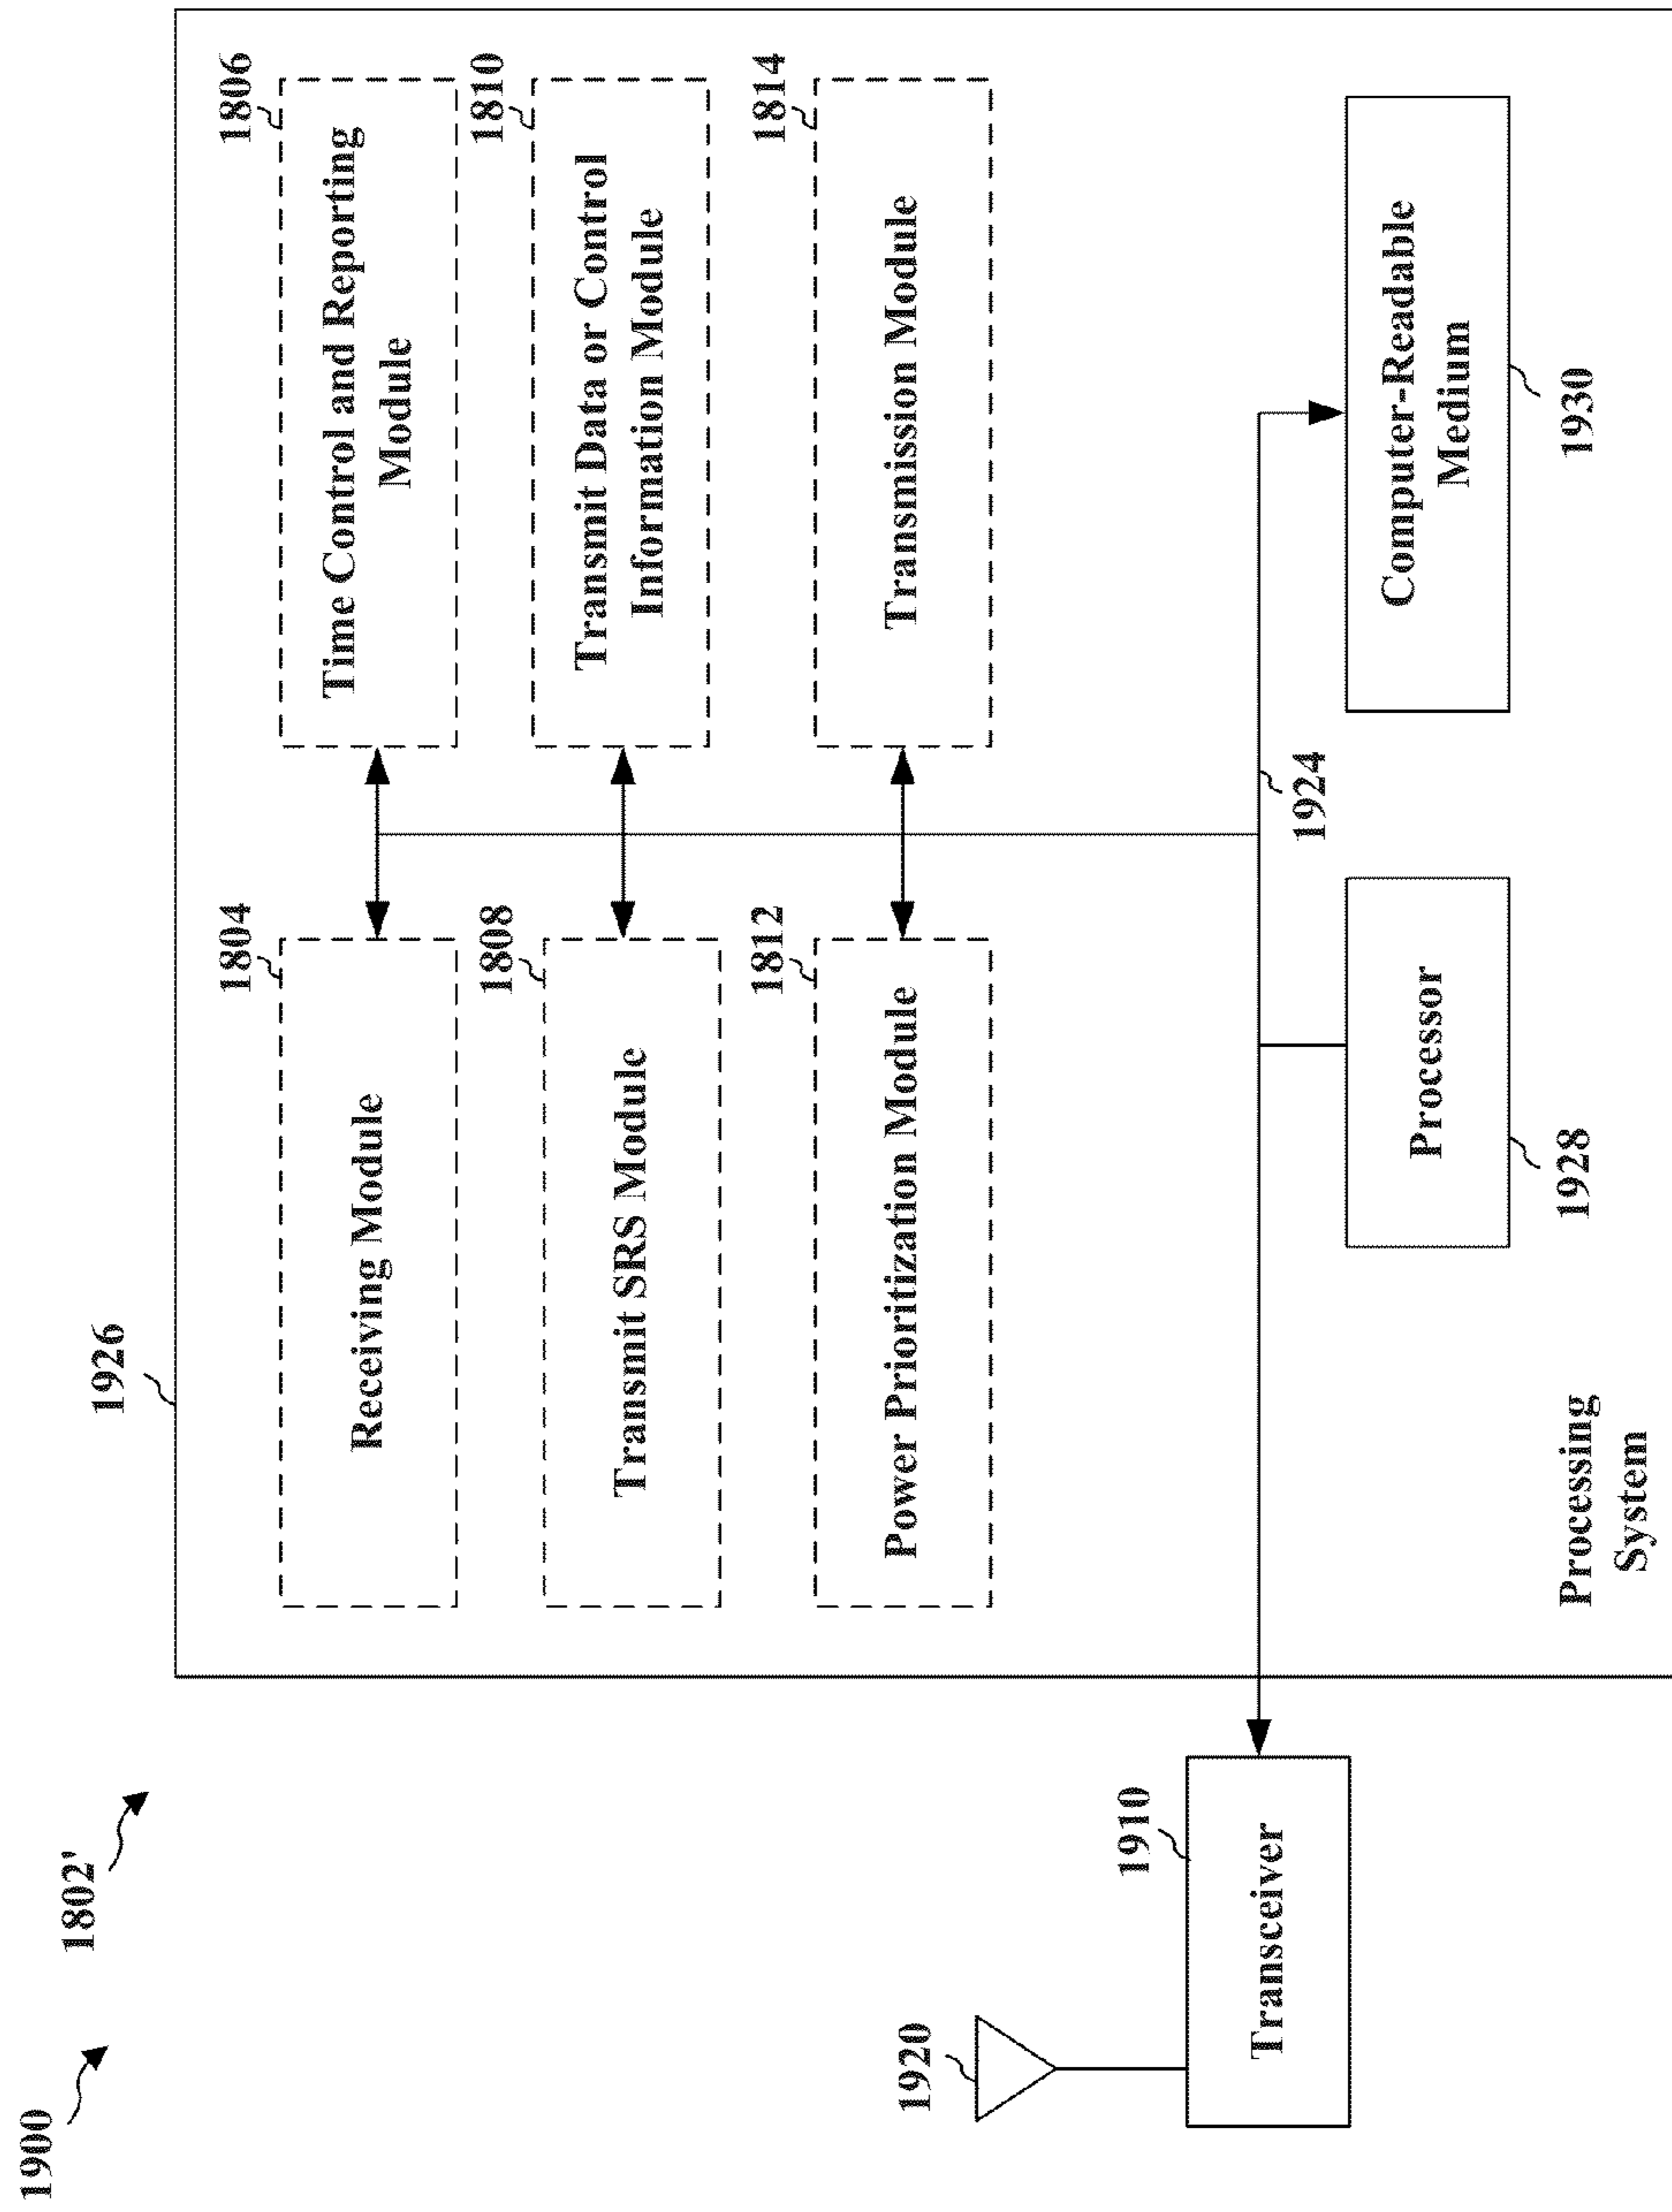 1900
1802'
1926
1804
Receiving Module
1806
Time Control and Reporting
Module
1808
Transmit SRS Module
1810
Transmit Data or Control
Information Module
1812
Power Prioritization Module
1814
Transmission Module
1920
1910
Transceiver
1924
Processor
1928
Computer-Readable
Medium
1930
Processing
System